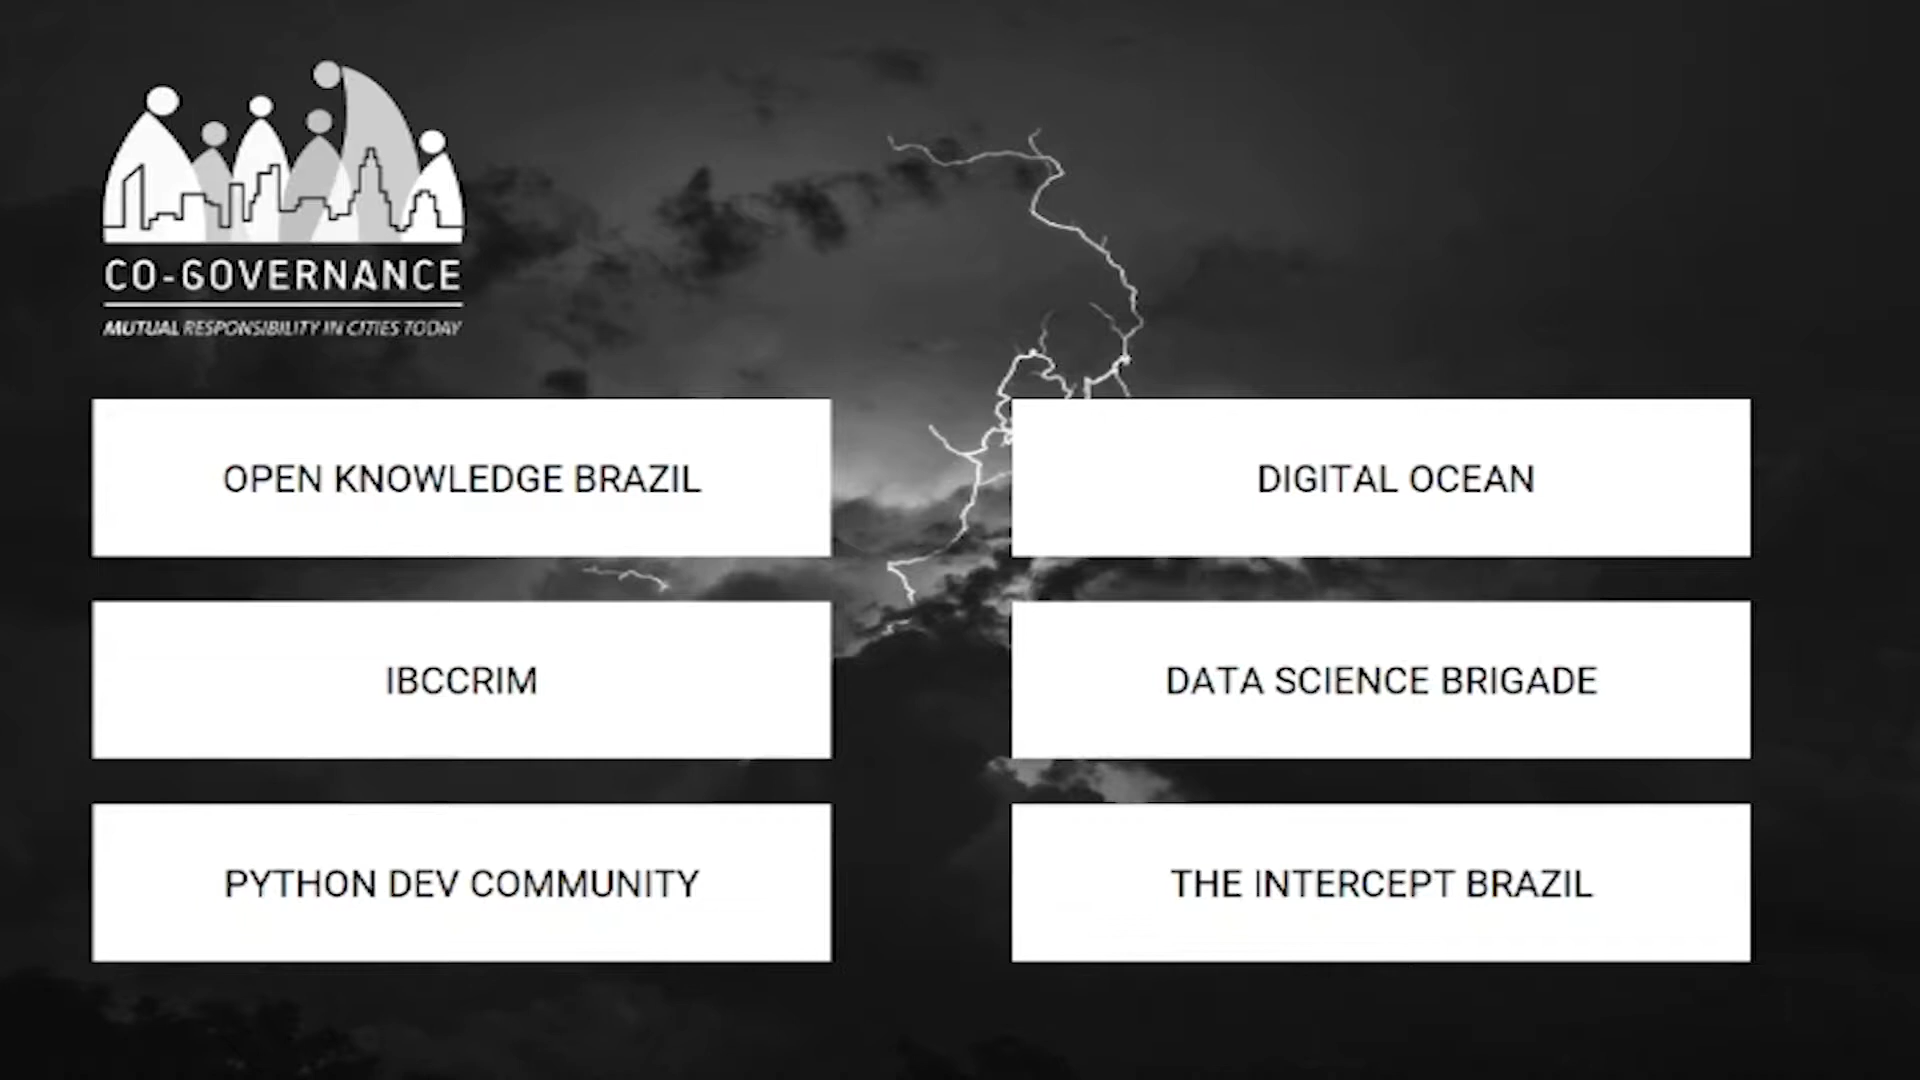 CO-GOVERNANCE
MUTUAL RESPONSIBILITY IN CITIES TODAY
OPEN KNOWLEDGE BRAZIL
DIGITAL OCEAN
IBCCRIM
DATA SCIENCE BRIGADE
PYTHON DEV COMMUNITY
THE INTERCEPT BRAZIL